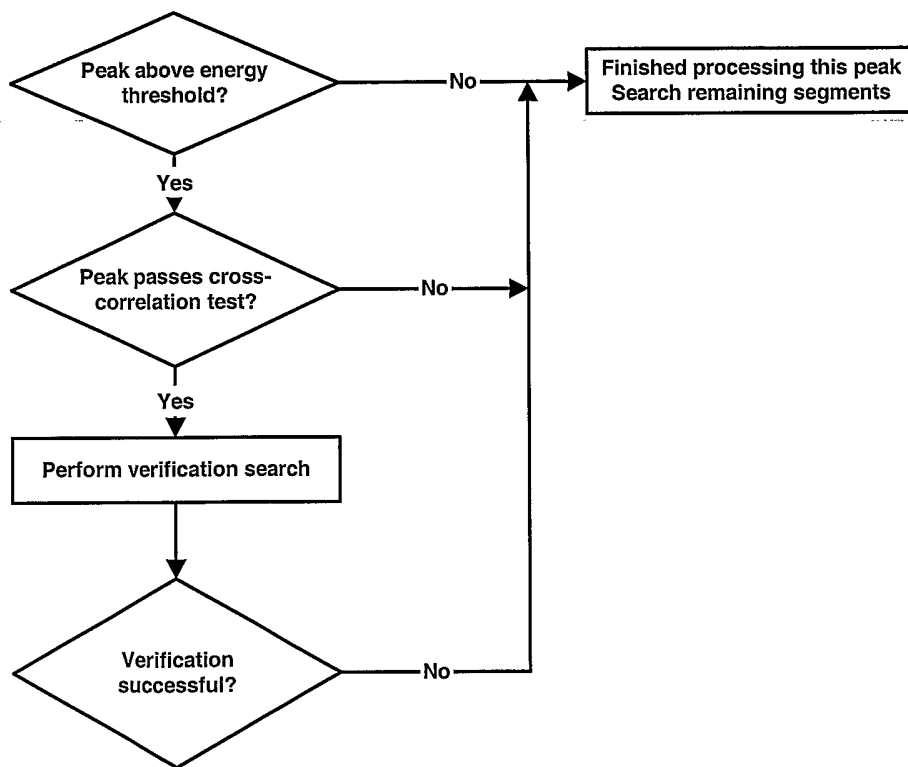 Peak above energy
threshold?
No
Finished processing this peak
Search remaining segments
Yes
Peak passes cross-
correlation test?
No
Yes
Perform verification search
Verification
successful?
No